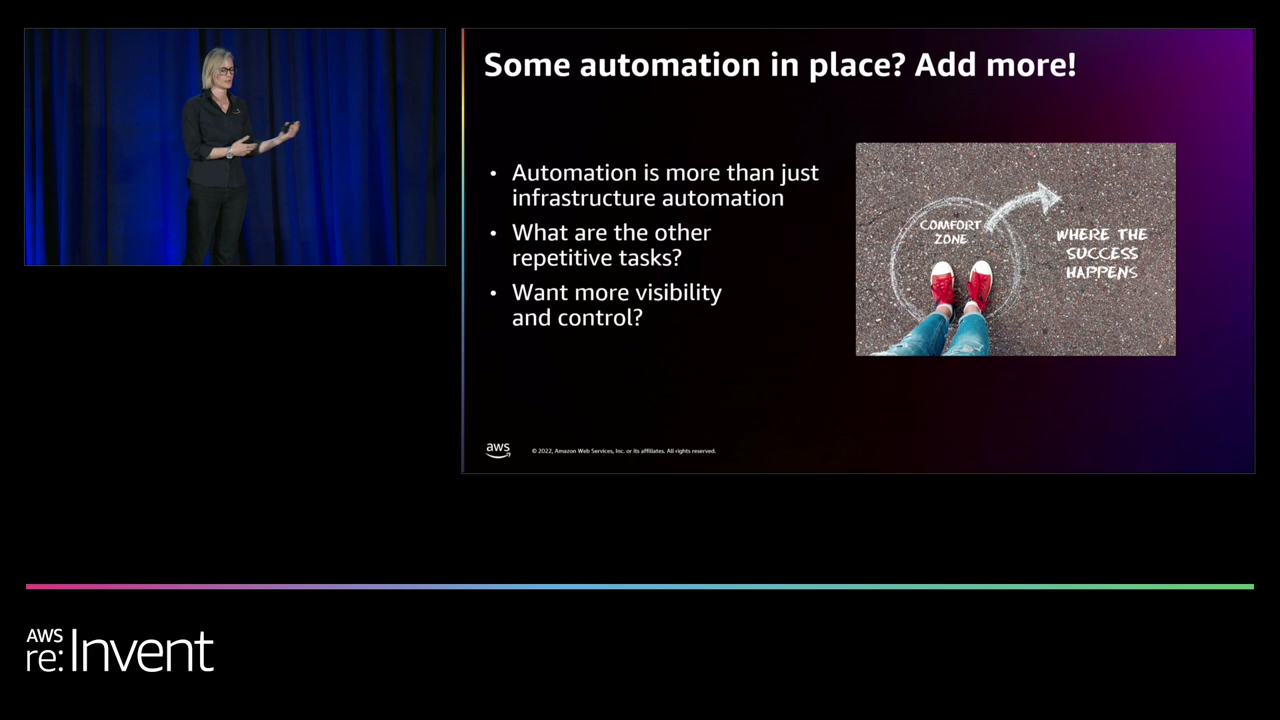 Some automation in place? Add more!
• Automation is more than just
infrastructure automation
• What are the other
repetitive tasks?
• Want more visibility
and control?
COMFORT
ZONE
WHERE THE
SUCCESS
HAPPENS
aws
© 2022, Amazon Web Services, Inc. or its affiliates. All rights reserved.
AWS
re:Invent